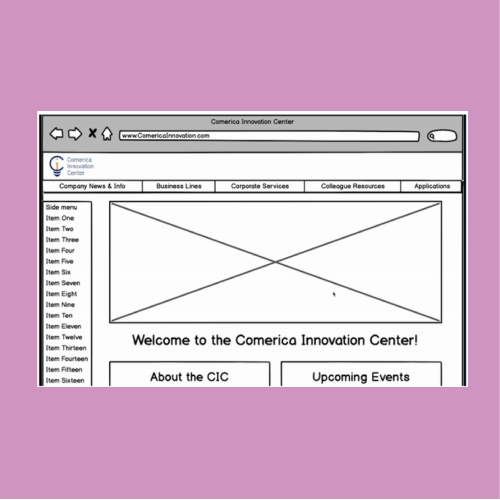 Comerica Innovation Center
www.ComericaInnovation.com
Comerica
Innovation
Center
Company News & Info
Business Lines
Corporate Services
Colleague Resources
Applications
Side menu
Item One
Item Two
Item Three
Item Four
Item Five
Item Six
Item Seven
Item Eight
Item Nine
Item Ten
Item Eleven
Item Twelve
Item Thirteen
Item Fourteen
Item Fifteen
Item Sixteen
Welcome to the Comerica Innovation Center!
About the CIC
Upcoming Events